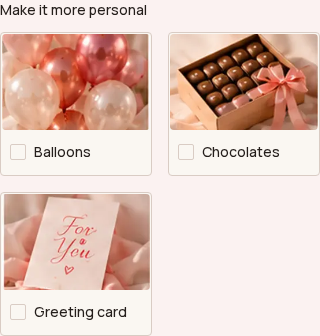 Make it more personal
Balloons
Chocolates
For
You
Greeting card